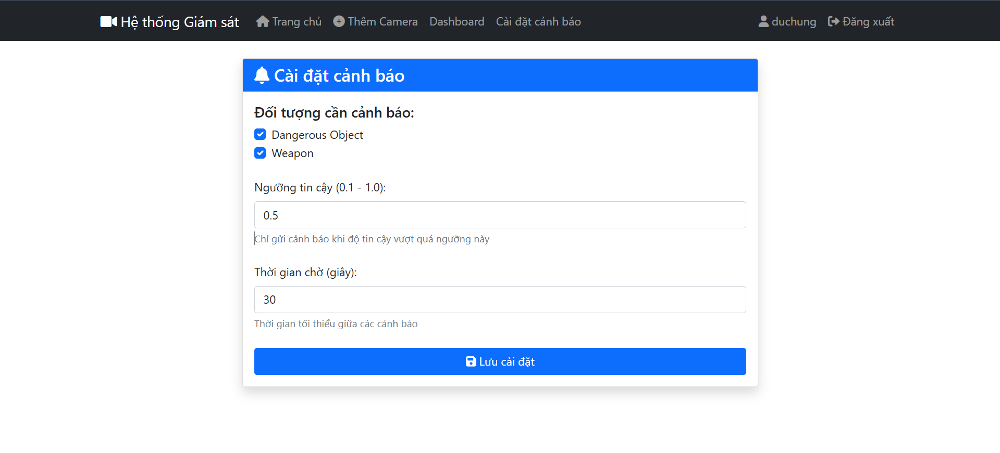 Hệ thống Giám sát Trang chủ Thêm Camera Dashboard Cài đặt cảnh báo duchung Đăng xuất
Cài đặt cảnh báo
Đối tượng cần cảnh báo:
Dangerous Object
Weapon
Ngưỡng tin cậy (0.1 - 1.0):
0.5
Chỉ gửi cảnh báo khi độ tin cậy vượt quá ngưỡng này
Thời gian chờ (giây):
30
Thời gian tối thiểu giữa các cảnh báo
Lưu cài đặt